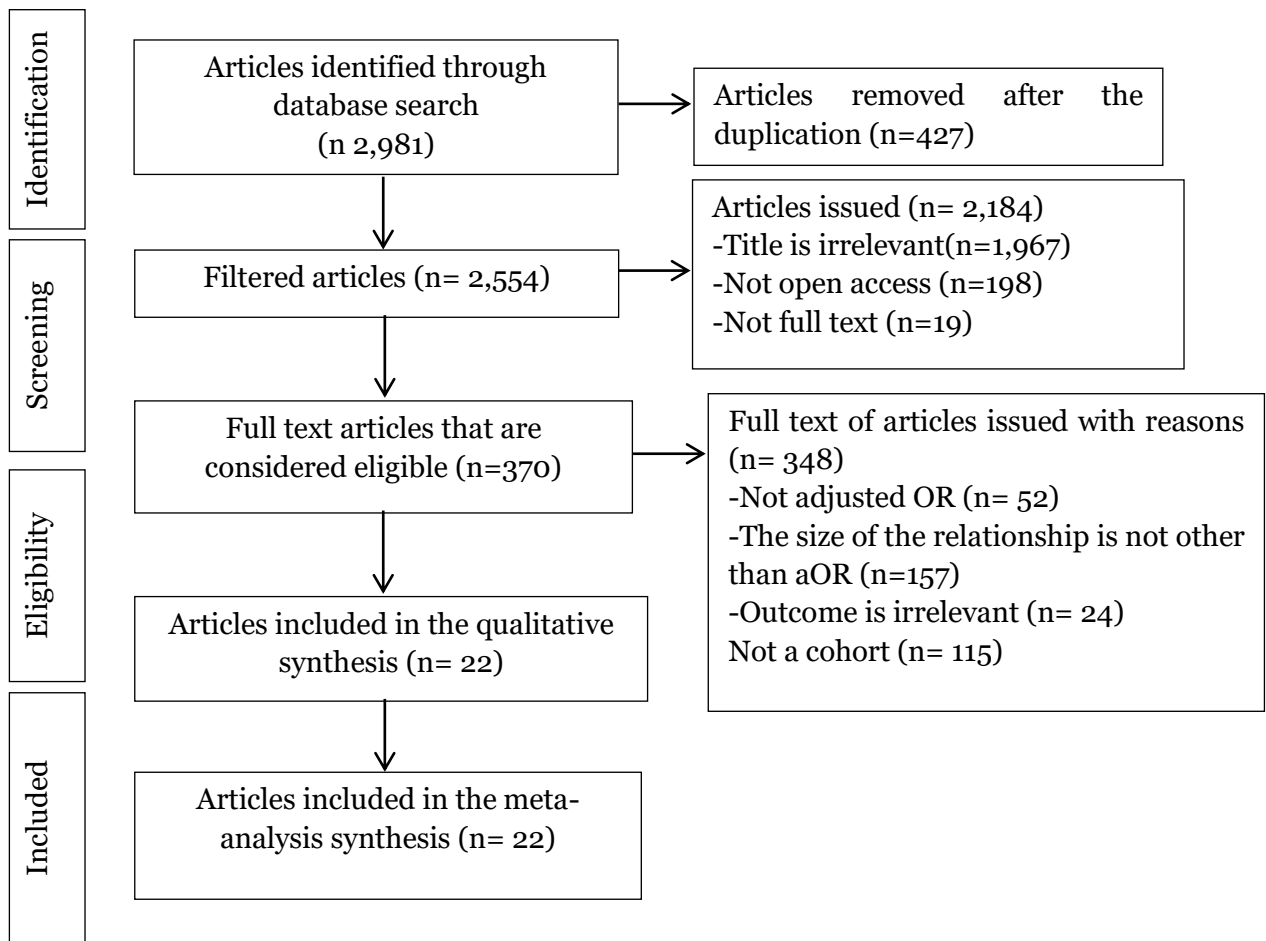 Identification
Articles identified through
database search
(n 2,981)
Articles removed after the
duplication (n=427)
Screening
Filtered articles (n= 2,554)
Articles issued (n= 2,184)
-Title is irrelevant(n=1,967)
-Not open access (n=198)
-Not full text (n=19)
Full text articles that are
considered eligible (n=370)
Full text of articles issued with reasons
(n= 348)
-Not adjusted OR (n= 52)
-The size of the relationship is not other
than aOR (n=157)
-Outcome is irrelevant (n= 24)
Not a cohort (n= 115)
Eligibility
Articles included in the qualitative
synthesis (n= 22)
Included
Articles included in the meta-
analysis synthesis (n= 22)